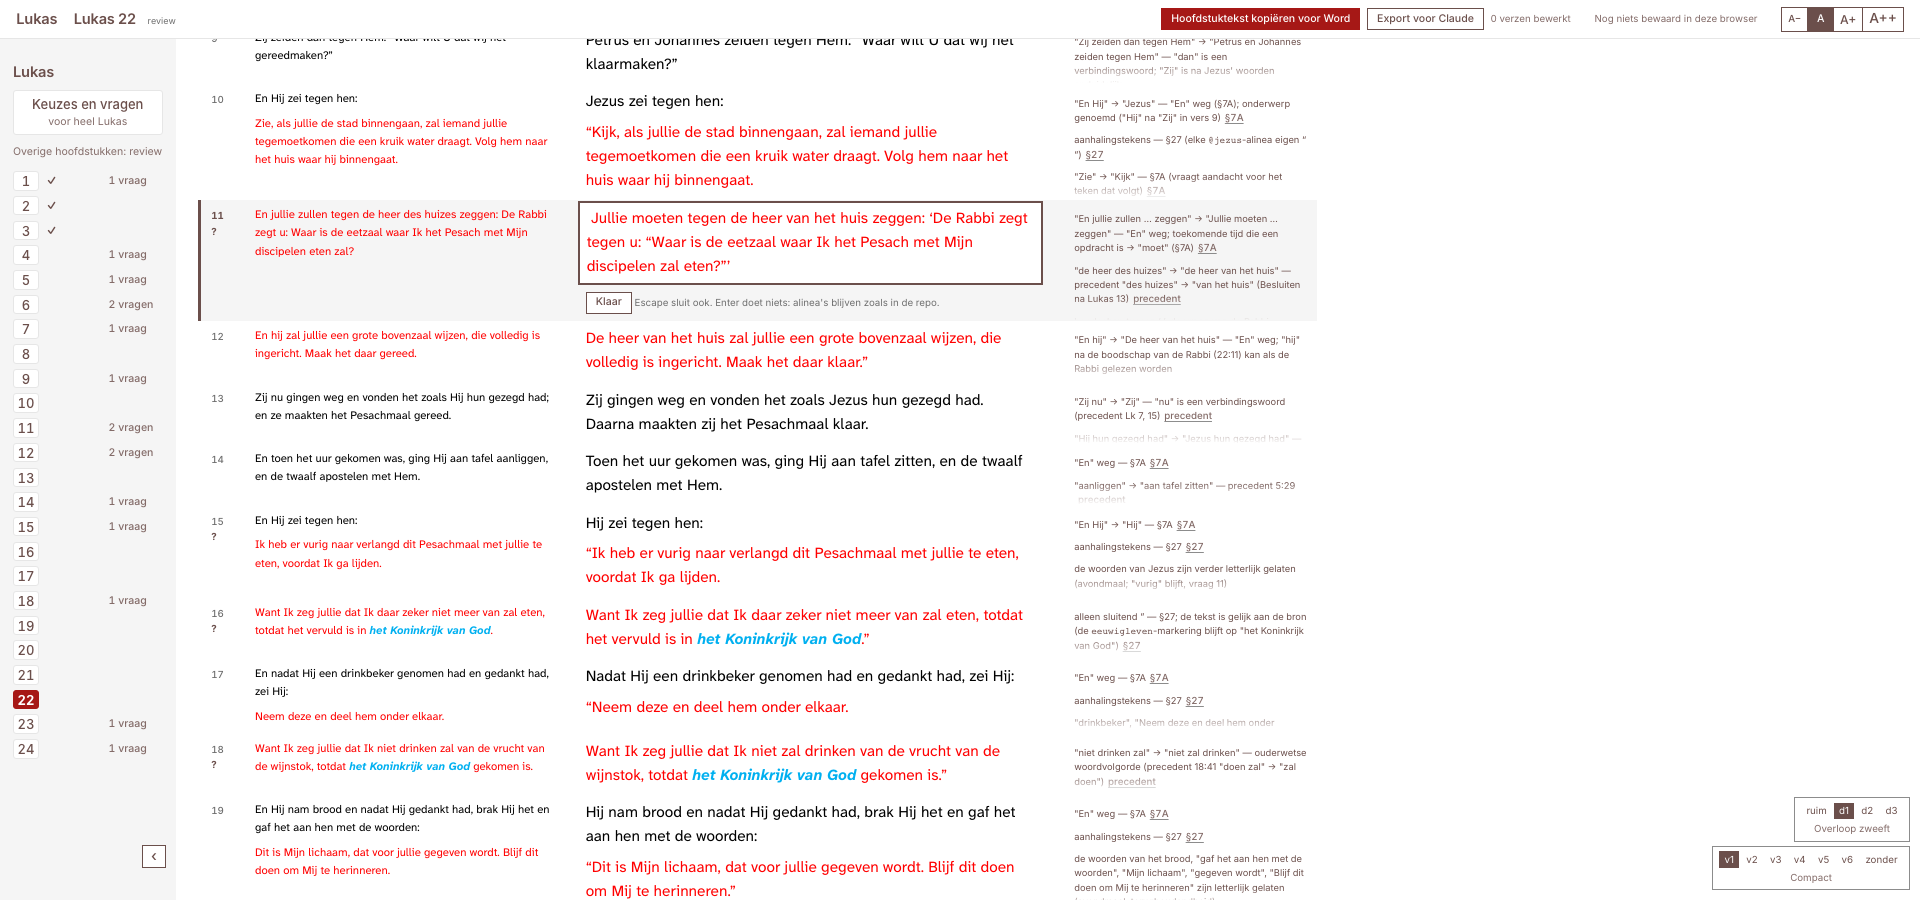 Lukas Lukas 22 review
Hoofdstuktekst kopiëren voor Word Export voor Claude 0 verzen bewerkt Nog niets bewaard in deze browser A− A A+ A++
Lukas
Keuzes en vragen
voor heel Lukas
Overige hoofdstukken: review
1 ✓ 1 vraag
2 ✓
3 ✓
4 1 vraag
5 1 vraag
6 2 vragen
7 1 vraag
8
9 1 vraag
10
11 2 vragen
12 2 vragen
13
14 1 vraag
15 1 vraag
16
17
18 1 vraag
19
20
21
22
23 1 vraag
24 1 vraag
‹
gereedmaken?”
Petrus en Johannes zeiden tegen Hem: “Waar wilt U dat wij het
klaarmaken?”
"Zij zeiden dan tegen Hem" → "Petrus en Johannes
zeiden tegen Hem" — "dan" is een
verbindingswoord; "Zij" is na Jezus' woorden
10
En Hij zei tegen hen:
Zie, als jullie de stad binnengaan, zal iemand jullie
tegemoetkomen die een kruik water draagt. Volg hem naar
het huis waar hij binnengaat.
Jezus zei tegen hen:
“Kijk, als jullie de stad binnengaan, zal iemand jullie
tegemoetkomen die een kruik water draagt. Volg hem naar het
huis waar hij binnengaat.
"En Hij" → "Jezus" — "En" weg (§7A); onderwerp
genoemd ("Hij" na "Zij" in vers 9) §7A
aanhalingstekens — §27 (elke @jezus-alinea eigen “
”) §27
"Zie" → "Kijk" — §7A (vraagt aandacht voor het
teken dat volgt) §7A
11
?
En jullie zullen tegen de heer des huizes zeggen: De Rabbi
zegt u: Waar is de eetzaal waar Ik het Pesach met Mijn
discipelen eten zal?
Jullie moeten tegen de heer van het huis zeggen: ‘De Rabbi zegt
tegen u: “Waar is de eetzaal waar Ik het Pesach met Mijn
discipelen zal eten?”’
Klaar Escape sluit ook. Enter doet niets: alinea's blijven zoals in de repo.
"En jullie zullen ... zeggen" → "Jullie moeten ...
zeggen" — "En" weg; toekomende tijd die een
opdracht is → "moet" (§7A) §7A
"de heer des huizes" → "de heer van het huis" —
precedent "des huizes" → "van het huis" (Besluiten
na Lukas 13) precedent
12
En hij zal jullie een grote bovenzaal wijzen, die volledig is
ingericht. Maak het daar gereed.
De heer van het huis zal jullie een grote bovenzaal wijzen, die
volledig is ingericht. Maak het daar klaar.”
"En hij" → "De heer van het huis" — "En" weg; "hij"
na de boodschap van de Rabbi (22:11) kan als de
Rabbi gelezen worden
13
Zij nu gingen weg en vonden het zoals Hij hun gezegd had;
en ze maakten het Pesachmaal gereed.
Zij gingen weg en vonden het zoals Jezus hun gezegd had.
Daarna maakten zij het Pesachmaal klaar.
"Zij nu" → "Zij" — "nu" is een verbindingswoord
(precedent Lk 7, 15) precedent
"Hij hun gezegd had" → "Jezus hun gezegd had" —
14
En toen het uur gekomen was, ging Hij aan tafel aanliggen,
en de twaalf apostelen met Hem.
Toen het uur gekomen was, ging Hij aan tafel zitten, en de twaalf
apostelen met Hem.
"En" weg — §7A §7A
"aanliggen" → "aan tafel zitten" — precedent 5:29
precedent
15
?
En Hij zei tegen hen:
Ik heb er vurig naar verlangd dit Pesachmaal met jullie te
eten, voordat Ik ga lijden.
Hij zei tegen hen:
“Ik heb er vurig naar verlangd dit Pesachmaal met jullie te eten,
voordat Ik ga lijden.
"En Hij" → "Hij" — §7A §7A
aanhalingstekens — §27 §27
de woorden van Jezus zijn verder letterlijk gelaten
(avondmaal; "vurig" blijft, vraag 11)
16
?
Want Ik zeg jullie dat Ik daar zeker niet meer van zal eten,
totdat het vervuld is in het Koninkrijk van God.
Want Ik zeg jullie dat Ik daar zeker niet meer van zal eten, totdat
het vervuld is in het Koninkrijk van God.”
alleen sluitend ” — §27; de tekst is gelijk aan de bron
(de eeuwigleven-markering blijft op "het Koninkrijk
van God") §27
17
En nadat Hij een drinkbeker genomen had en gedankt had,
zei Hij:
Neem deze en deel hem onder elkaar.
Nadat Hij een drinkbeker genomen had en gedankt had, zei Hij:
“Neem deze en deel hem onder elkaar.
"En" weg — §7A §7A
aanhalingstekens — §27 §27
"drinkbeker", "Neem deze en deel hem onder
18
?
Want Ik zeg jullie dat Ik niet drinken zal van de vrucht van
de wijnstok, totdat het Koninkrijk van God gekomen is.
Want Ik zeg jullie dat Ik niet zal drinken van de vrucht van de
wijnstok, totdat het Koninkrijk van God gekomen is.”
"niet drinken zal" → "niet zal drinken" — ouderwetse
woordvolgorde (precedent 18:41 "doen zal" → "zal
doen") precedent
19
En Hij nam brood en nadat Hij gedankt had, brak Hij het en
gaf het aan hen met de woorden:
Dit is Mijn lichaam, dat voor jullie gegeven wordt. Blijf dit
doen om Mij te herinneren.
Hij nam brood en nadat Hij gedankt had, brak Hij het en gaf het
aan hen met de woorden:
“Dit is Mijn lichaam, dat voor jullie gegeven wordt. Blijf dit doen
om Mij te herinneren.”
"En" weg — §7A §7A
aanhalingstekens — §27 §27
de woorden van het brood, "gaf het aan hen met de
woorden", "Mijn lichaam", "gegeven wordt", "Blijf dit
doen om Mij te herinneren" zijn letterlijk gelaten
ruim d1 d2 d3
Overloop zweeft
v1 v2 v3 v4 v5 v6 zonder
Compact